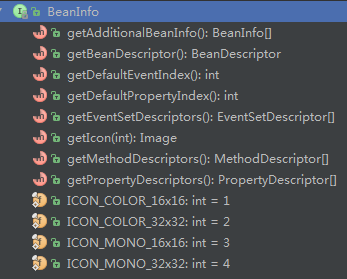 BeanInfo
getAdditionalBeanInfo(): BeanInfo[]
getBeanDescriptor(): BeanDescriptor
getDefaultEventIndex(): int
getDefaultPropertyIndex(): int
getEventSetDescriptors(): EventSetDescriptor[]
getIcon(int): Image
getMethodDescriptors(): MethodDescriptor[]
getPropertyDescriptors(): PropertyDescriptor[]
ICON_COLOR_16x16: int = 1
ICON_COLOR_32x32: int = 2
ICON_MONO_16x16: int = 3
ICON_MONO_32x32: int = 4